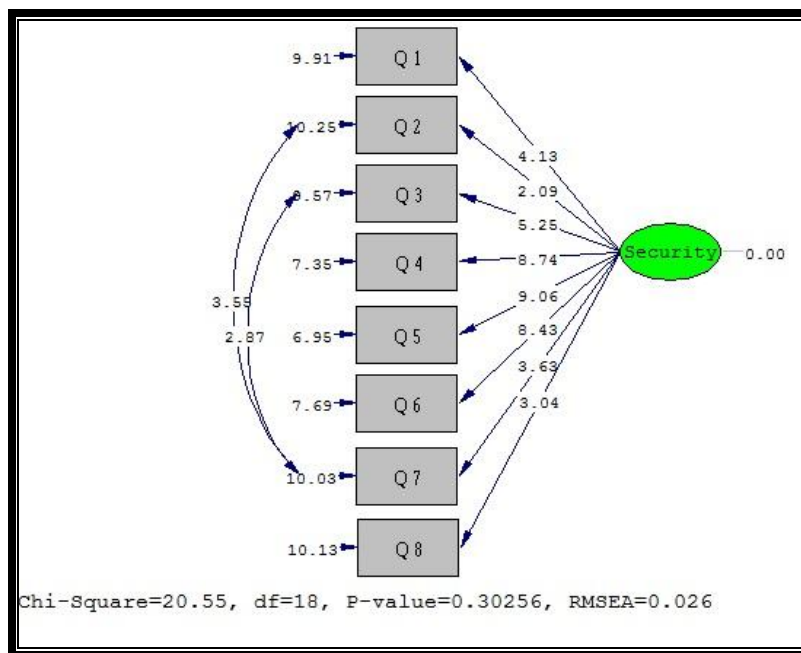 9.91 Q1
10.25 Q2
9.57 Q3
7.35 Q4
6.95 Q5
7.69 Q6
10.03 Q7
10.13 Q8
4.13
2.09
5.25
8.74
9.06
8.43
3.63
3.04
Security 0.00
3.55
2.87
Chi-Square=20.55, df=18, P-value=0.30256, RMSEA=0.026